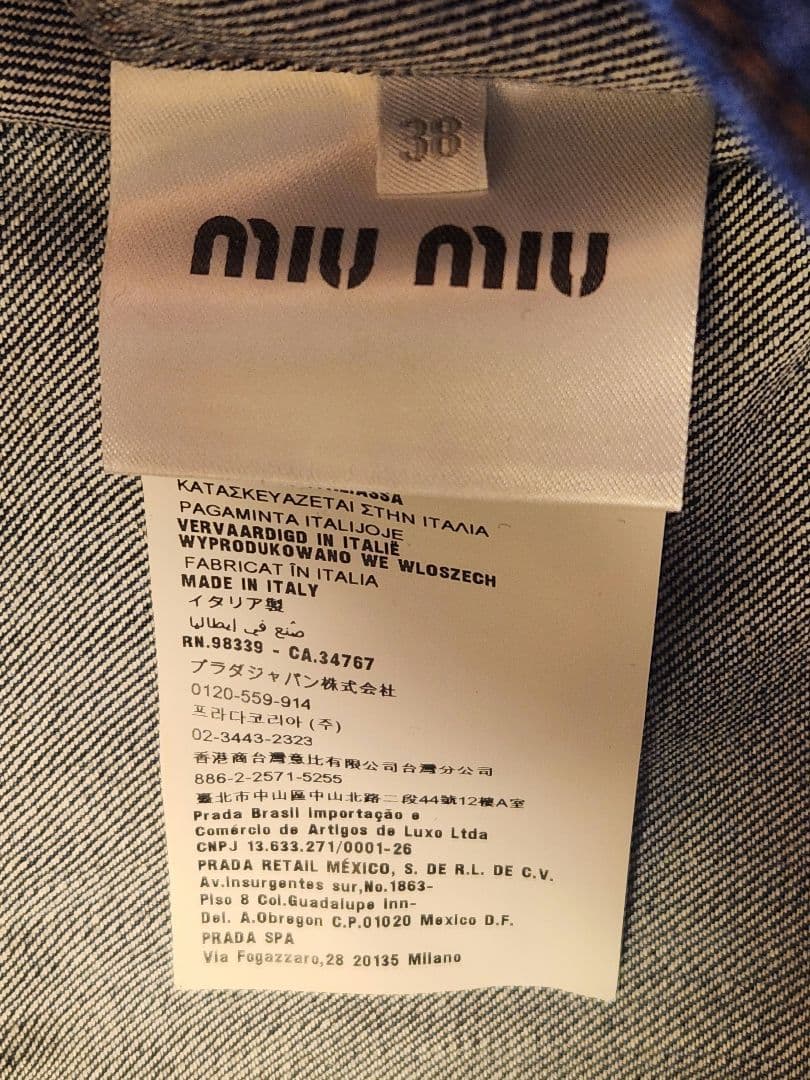 38
miu miu
ΚΑΤΑΣΚΕΥΑΖΕΤΑΙ ΣΤΗΝ ΙΤΑΛΙΑ
PAGAMINTA ITALIJOJE
VERVAARDIGD IN ITALIË
WYPRODUKOWANO WE WLOSZECH
FABRICAT ÎN ITALIA
MADE IN ITALY
イタリア製
صنع في إيطاليا
RN.98339 - CA.34767
プラダジャパン株式会社
0120-559-914
프라다코리아 (주)
02-3443-2323
香港商台灣意比有限公司台灣分公司
886-2-2571-5255
臺北市中山區中山北路二段44號12樓A室
Prada Brasil Importação e
Comércio de Artigos de Luxo Ltda
CNPJ 13.633.271/0001-26
PRADA RETAIL MÉXICO, S. DE R.L. DE C.V.
Av.Insurgentes sur,No.1863-
Piso 8 Col.Guadalupe Inn-
Del. A.Obregon C.P.01020 Mexico D.F.
PRADA SPA
Via Fogazzaro,28 20135 Milano